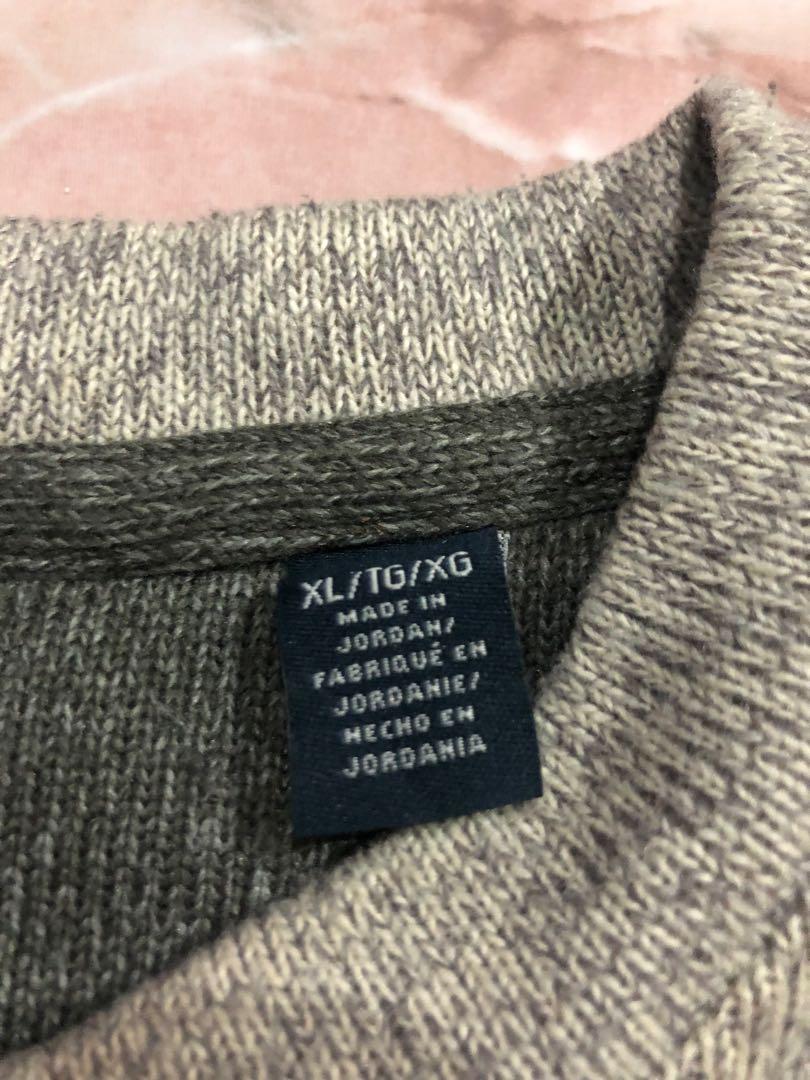 XL/TG/XG
MADE IN
JORDAN/
FABRIQUÉ EN
JORDANIE/
HECHO EN
JORDANIA